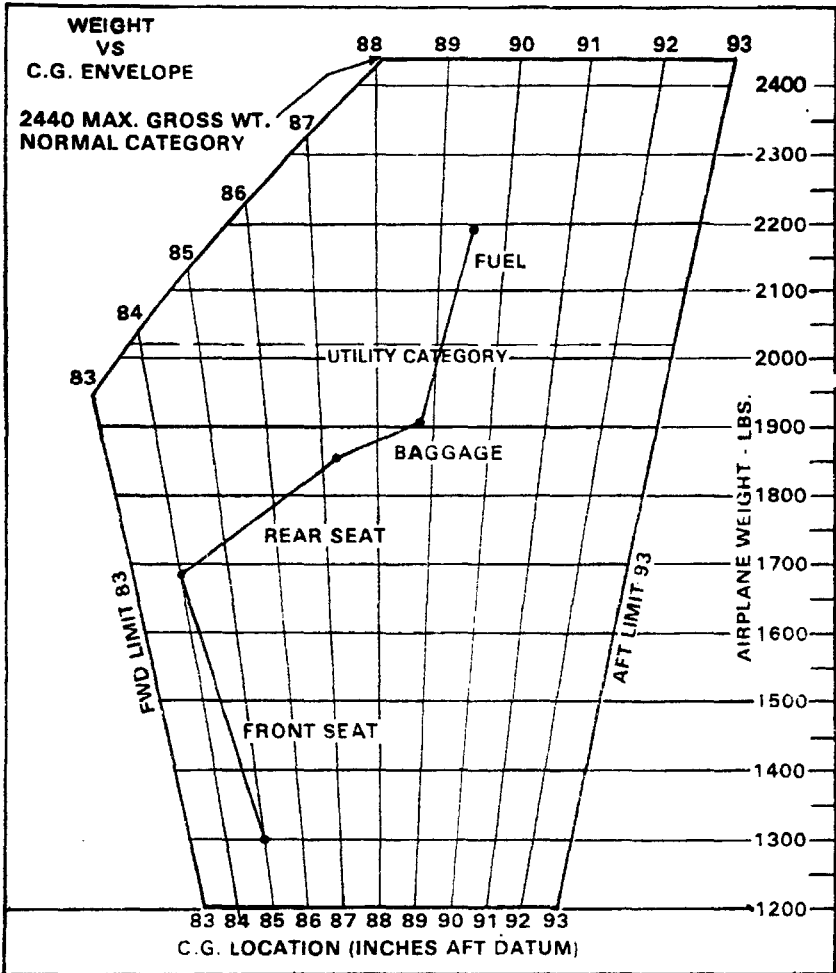 WEIGHT
VS
C.G. ENVELOPE
2440 MAX. GROSS WT.
NORMAL CATEGORY
88 89 90 91 92 93
87
86
85
84
83
2400
2300
2200
2100
2000
1900
1800
1700
1600
1500
1400
1300
1200
FUEL
UTILITY CATEGORY
BAGGAGE
REAR SEAT
FRONT SEAT
FWD LIMIT 83
AFT LIMIT 93
AIRPLANE WEIGHT - LBS.
83 84 85 86 87 88 89 90 91 92 93
C.G. LOCATION (INCHES AFT DATUM)